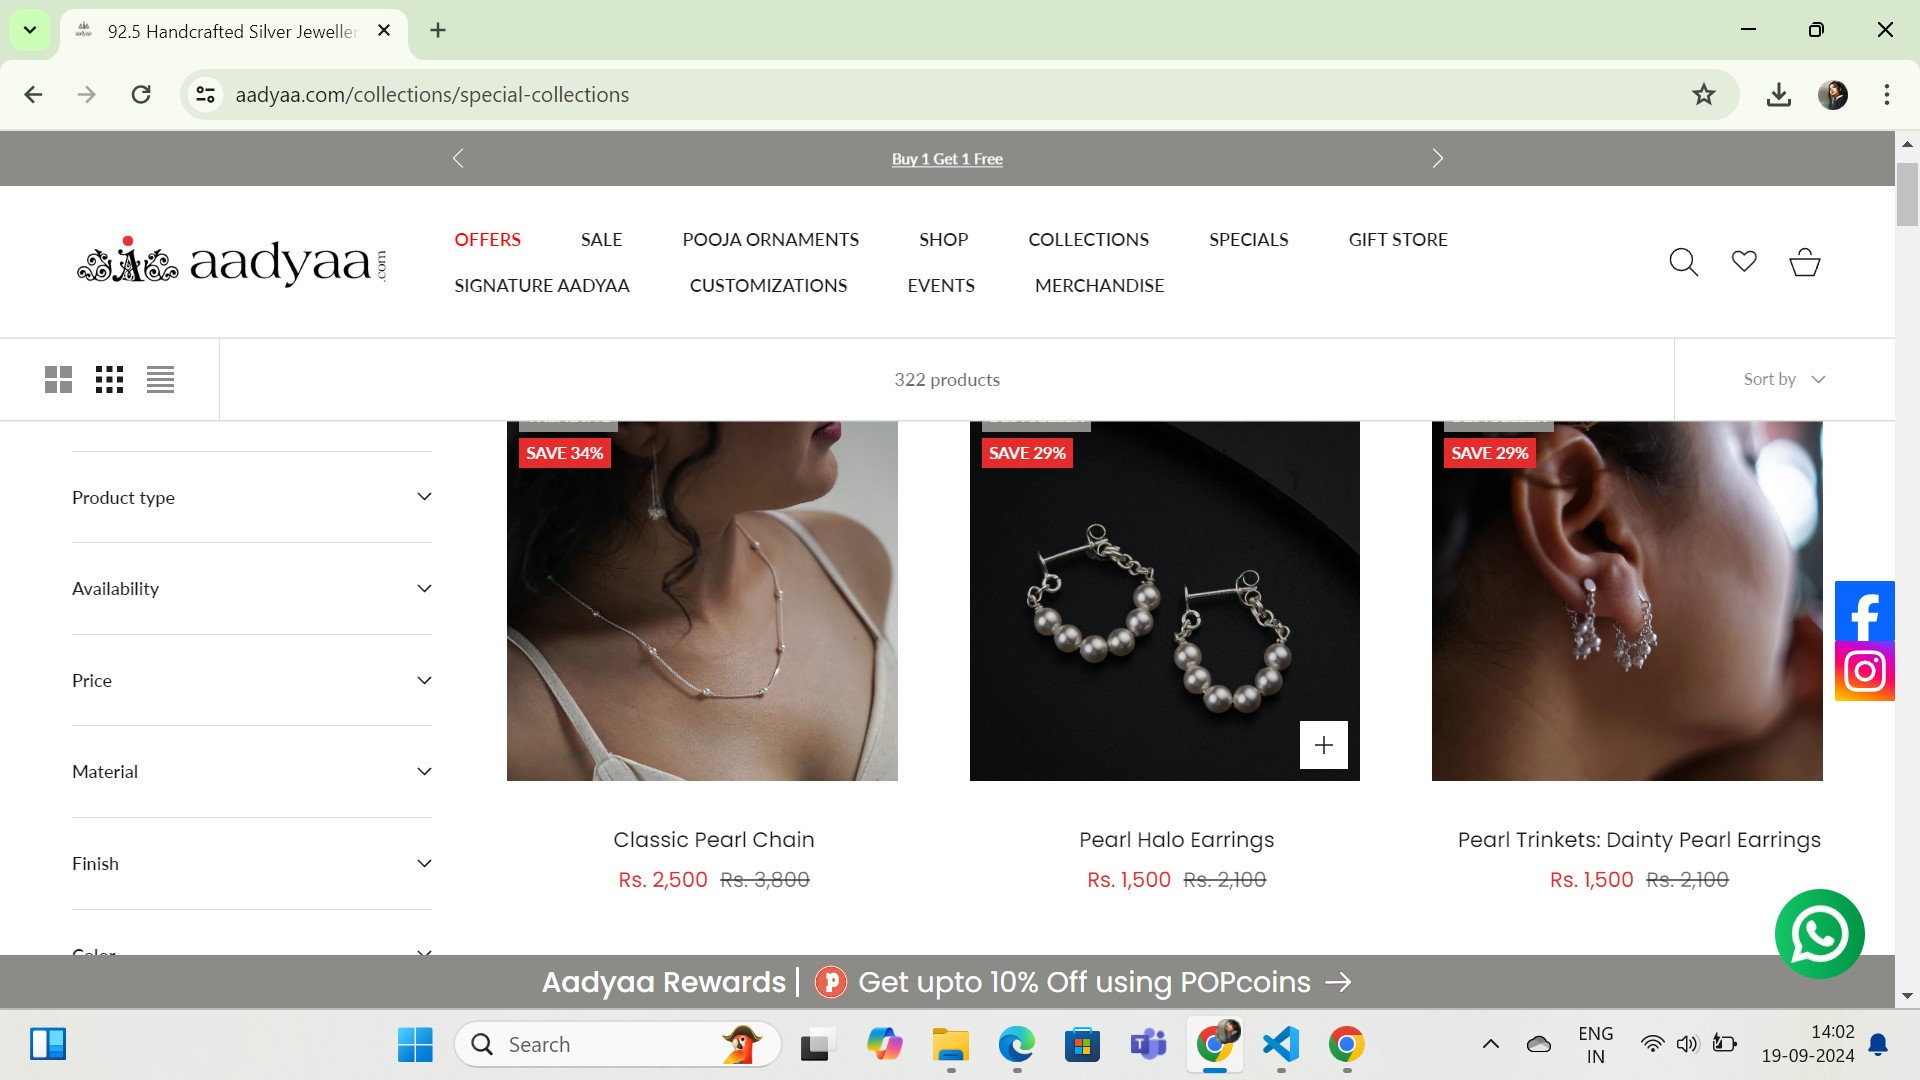 92.5 Handcrafted Silver Jeweller
aadyaa.com/collections/special-collections
Buy 1 Get 1 Free
aadyaa.com
OFFERS SALE POOJA ORNAMENTS SHOP COLLECTIONS SPECIALS GIFT STORE
SIGNATURE AADYAA CUSTOMIZATIONS EVENTS MERCHANDISE
322 products
Sort by
SAVE 34%
SAVE 29%
SAVE 29%
Product type
Availability
Price
Material
Finish
Color
Classic Pearl Chain
Rs. 2,500 Rs. 3,800
Pearl Halo Earrings
Rs. 1,500 Rs. 2,100
Pearl Trinkets: Dainty Pearl Earrings
Rs. 1,500 Rs. 2,100
Aadyaa Rewards | Get upto 10% Off using POPcoins →
Search
ENG
IN
14:02
19-09-2024